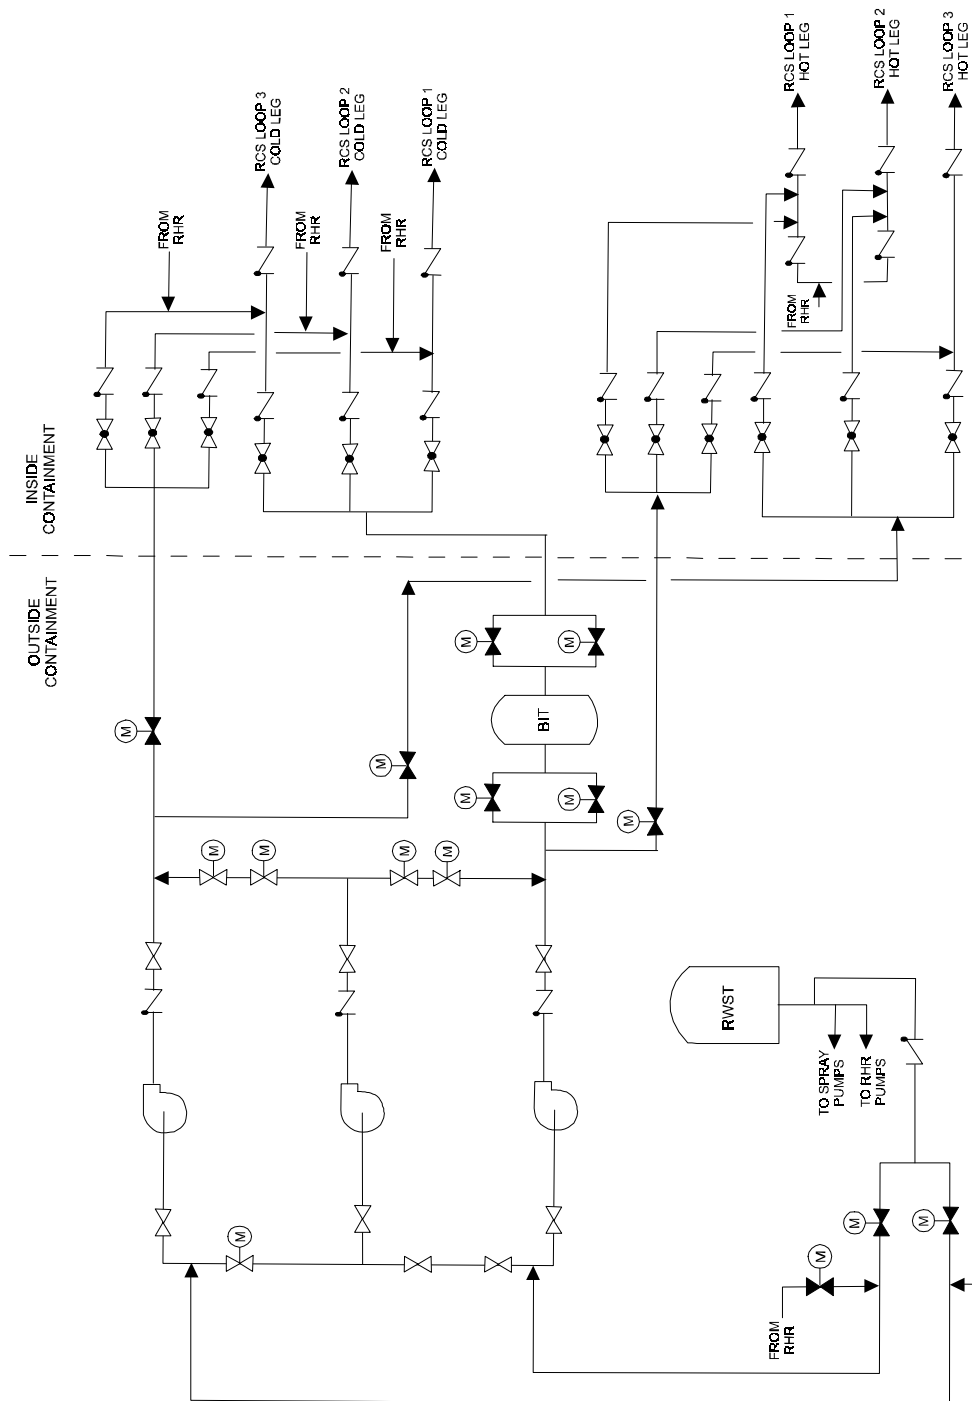 OUTSIDE
CONTAINMENT
INSIDE
CONTAINMENT
M
FROM
RHR
M
M
M
RCS LOOP 3
COLD LEG
FROM
RHR
RCS LOOP 2
COLD LEG
M
FROM
RHR
M
RCS LOOP 1
COLD LEG
M
M
M
BIT
M
M
M
RWST
FROM
RHR
FROM
RHR
RCS LOOP 1
HOT LEG
M
TO SPRAY
PUMPS
M
TO RHR
PUMPS
RCS LOOP 2
HOT LEG
M
RCS LOOP 3
HOT LEG